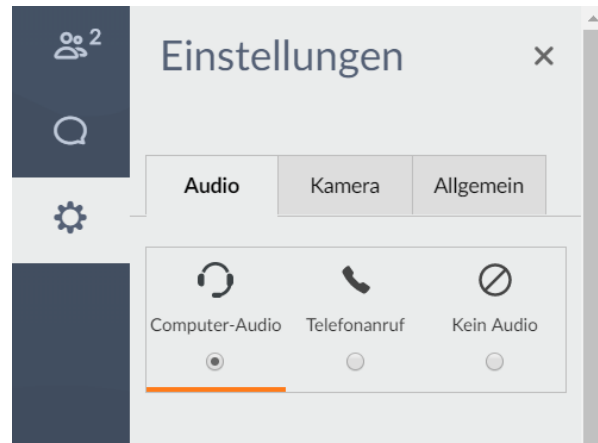 2
Einstellungen
Audio Kamera Allgemein
Computer-Audio Telefonanruf Kein Audio